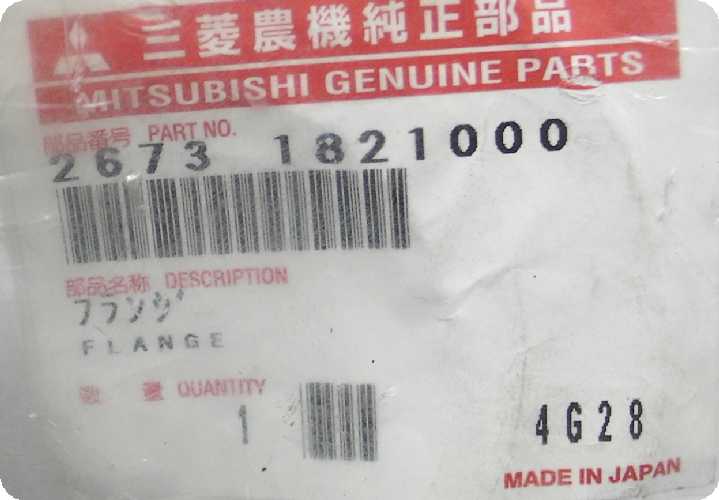 三菱農機純正部品
MITSUBISHI GENUINE PARTS
部品番号 PART NO.
2673 1821000
部品名称 DESCRIPTION
フランジ
FLANGE
数量 QUANTITY
1
4G28
MADE IN JAPAN